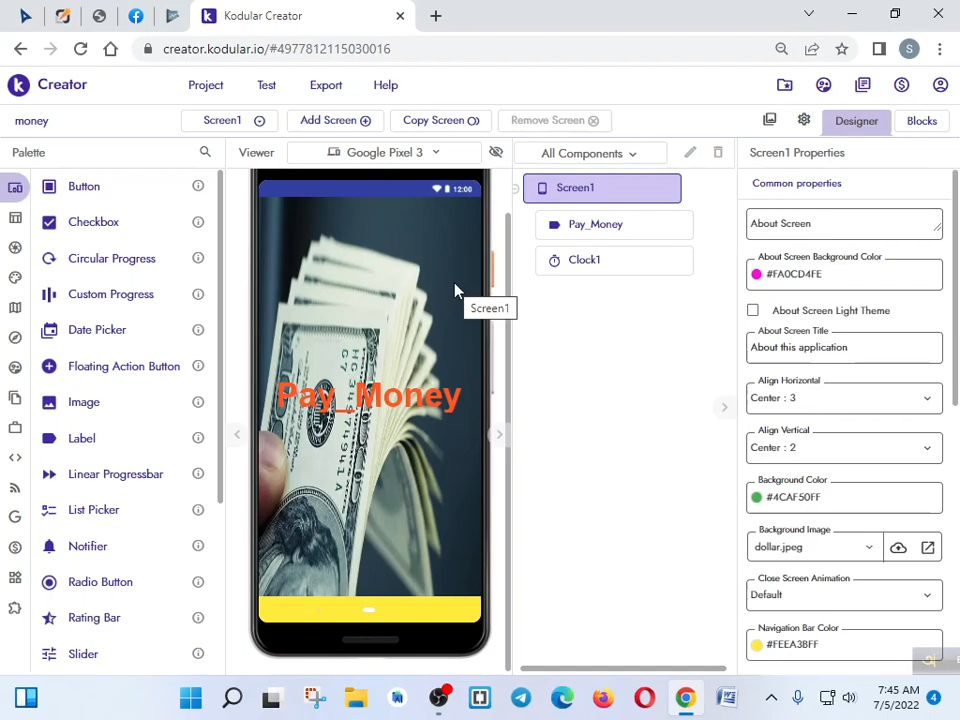 Kodular Creator
creator.kodular.io/#4977812115030016
S
Creator
Project
Test
Export
Help
money
Screen1
Add Screen
Copy Screen
Remove Screen
Designer
Blocks
Palette
Viewer
Google Pixel 3
All Components
Screen1 Properties
Button
Checkbox
Circular Progress
Custom Progress
Date Picker
Floating Action Button
Image
Label
Linear Progressbar
List Picker
Notifier
Radio Button
Rating Bar
Slider
12:00
Pay_Money
Screen1
Screen1
Pay_Money
Clock1
Common properties
About Screen
About Screen Background Color
#FA0CD4FE
About Screen Light Theme
About Screen Title
About this application
Align Horizontal
Center : 3
Align Vertical
Center : 2
Background Color
#4CAF50FF
Background Image
dollar.jpeg
Close Screen Animation
Default
Navigation Bar Color
#FEEA3BFF
7:45 AM
7/5/2022
4